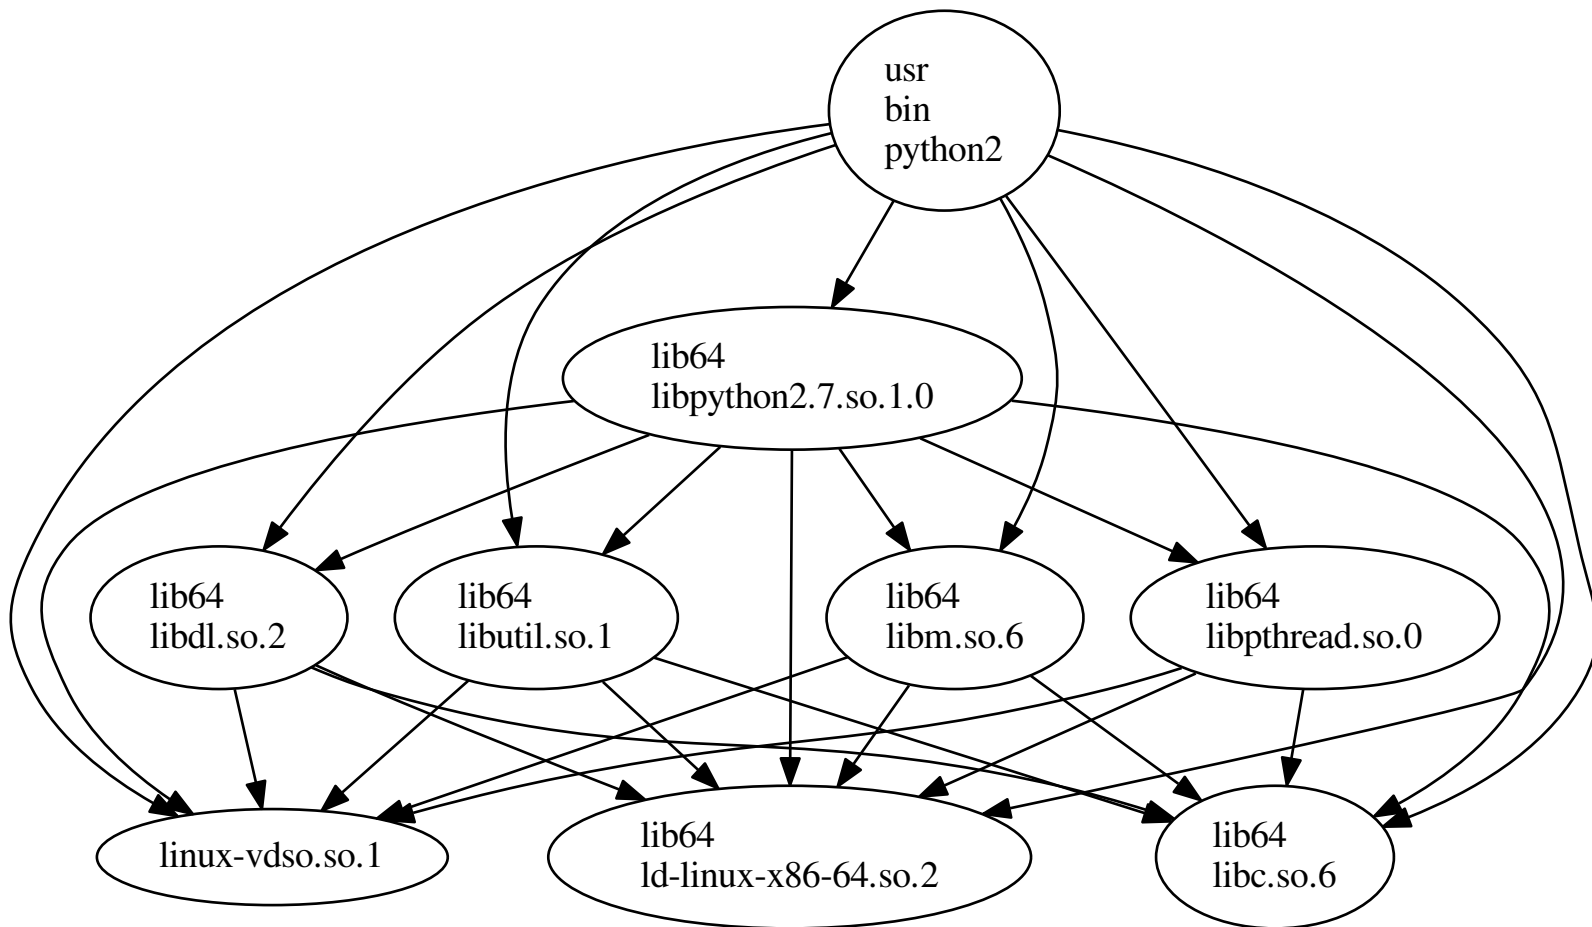 usr
bin
python2
lib64
libpython2.7.so.1.0
lib64
libdl.so.2
lib64
libutil.so.1
lib64
libm.so.6
lib64
libpthread.so.0
linux-vdso.so.1
lib64
ld-linux-x86-64.so.2
lib64
libc.so.6